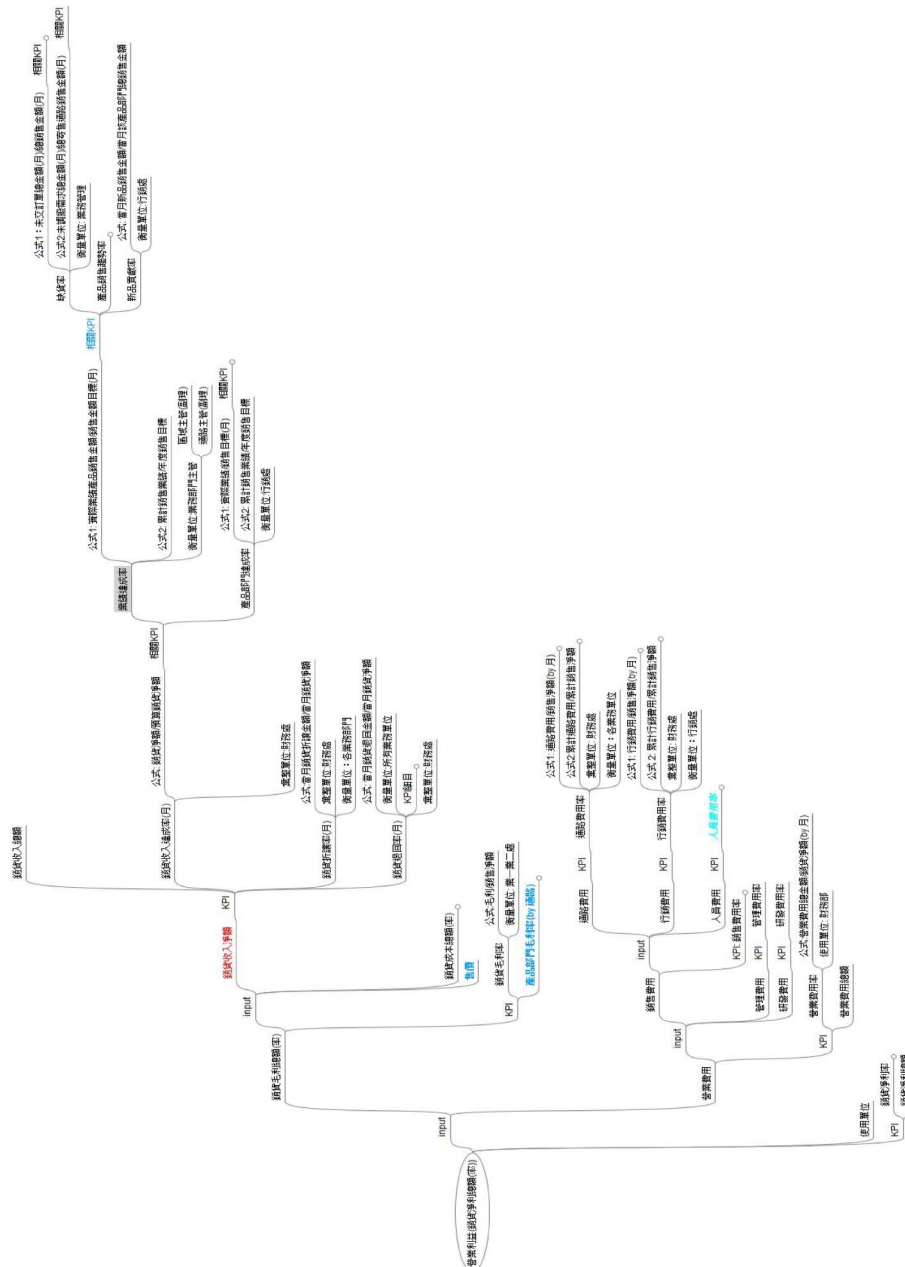 營業利益(銷貨淨利總額(率))
input
銷貨毛利總額(率)
input
銷貨收入淨額
銷貨收入總額
KPI
銷貨收入達成率(月)
公式: 銷貨淨額/預算銷貨淨額
相關KPI
業績達成率
公式1: 實際業績產品銷售金額/銷售金額目標(月)
相關KPI
缺貨率
公式1：未交訂單總金額(月)/總銷售金額(月)
相關KPI
公式2:未調撥需求總金額(月)/總寄售通路銷售金額(月)
相關KPI
衡量單位: 業務管理
產品銷售趨勢率
新品貢獻率
公式: 當月新品銷售金額/當月該產品部門總銷售金額
衡量單位:行銷處
公式2: 累計銷售業績/年度銷售目標
衡量單位:業務部門主管
區域主管(副理)
通路主管(副理)
產品部門達成率
公式1: 實際業績/銷售目標(月)
相關KPI
公式2: 累計銷售業績/年度銷售目標
衡量單位:行銷處
彙整單位:財務處
銷貨折讓率(月)
公式:當月銷貨折讓金額/當月銷貨淨額
彙整單位:財務處
衡量單位：各業務部門
銷貨退回率(月)
公式:當月銷貨退回金額/當月銷貨淨額
衡量單位:所有業務單位
KPI細目
彙整單位:財務處
銷貨成本總額(率)
售價
KPI
銷貨毛利率
公式:毛利/銷售淨額
衡量單位: 業一業二處
產品部門毛利率(by 通路)
營業費用
input
銷售費用
input
通路費用
KPI
通路費用率
公式1: 通路費用/銷售淨額(by 月)
公式2:累計通路費用/累計銷售淨額
彙整單位: 財務處
衡量單位：各業務單位
行銷費用
KPI
行銷費用率
公式1: 行銷費用/銷售淨額(by 月)
公式 2: 累計行銷費用/累計銷售淨額
彙整單位: 財務處
衡量單位：行銷處
人員費用
KPI
人員費用率
KPI: 銷售費用率
管理費用
KPI
管理費用率
研發費用
KPI
研發費用率
KPI
營業費用率
公式:營業費用總金額/銷貨淨額(by 月)
使用單位: 財務部
營業費用總額
使用單位
KPI
銷貨淨利率
銷貨淨利總額